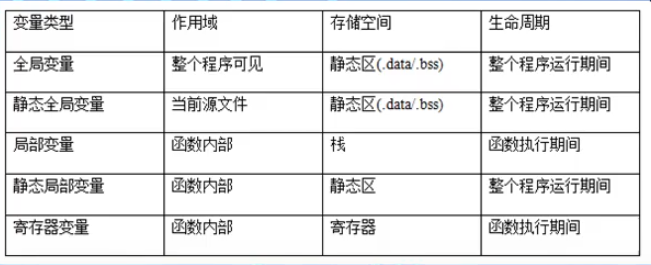 变量类型 作用域 存储空间 生命周期
全局变量 整个程序可见 静态区(.data/.bss) 整个程序运行期间
静态全局变量 当前源文件 静态区(.data/.bss) 整个程序运行期间
局部变量 函数内部 栈 函数执行期间
静态局部变量 函数内部 静态区 整个程序运行期间
寄存器变量 函数内部 寄存器 函数执行期间